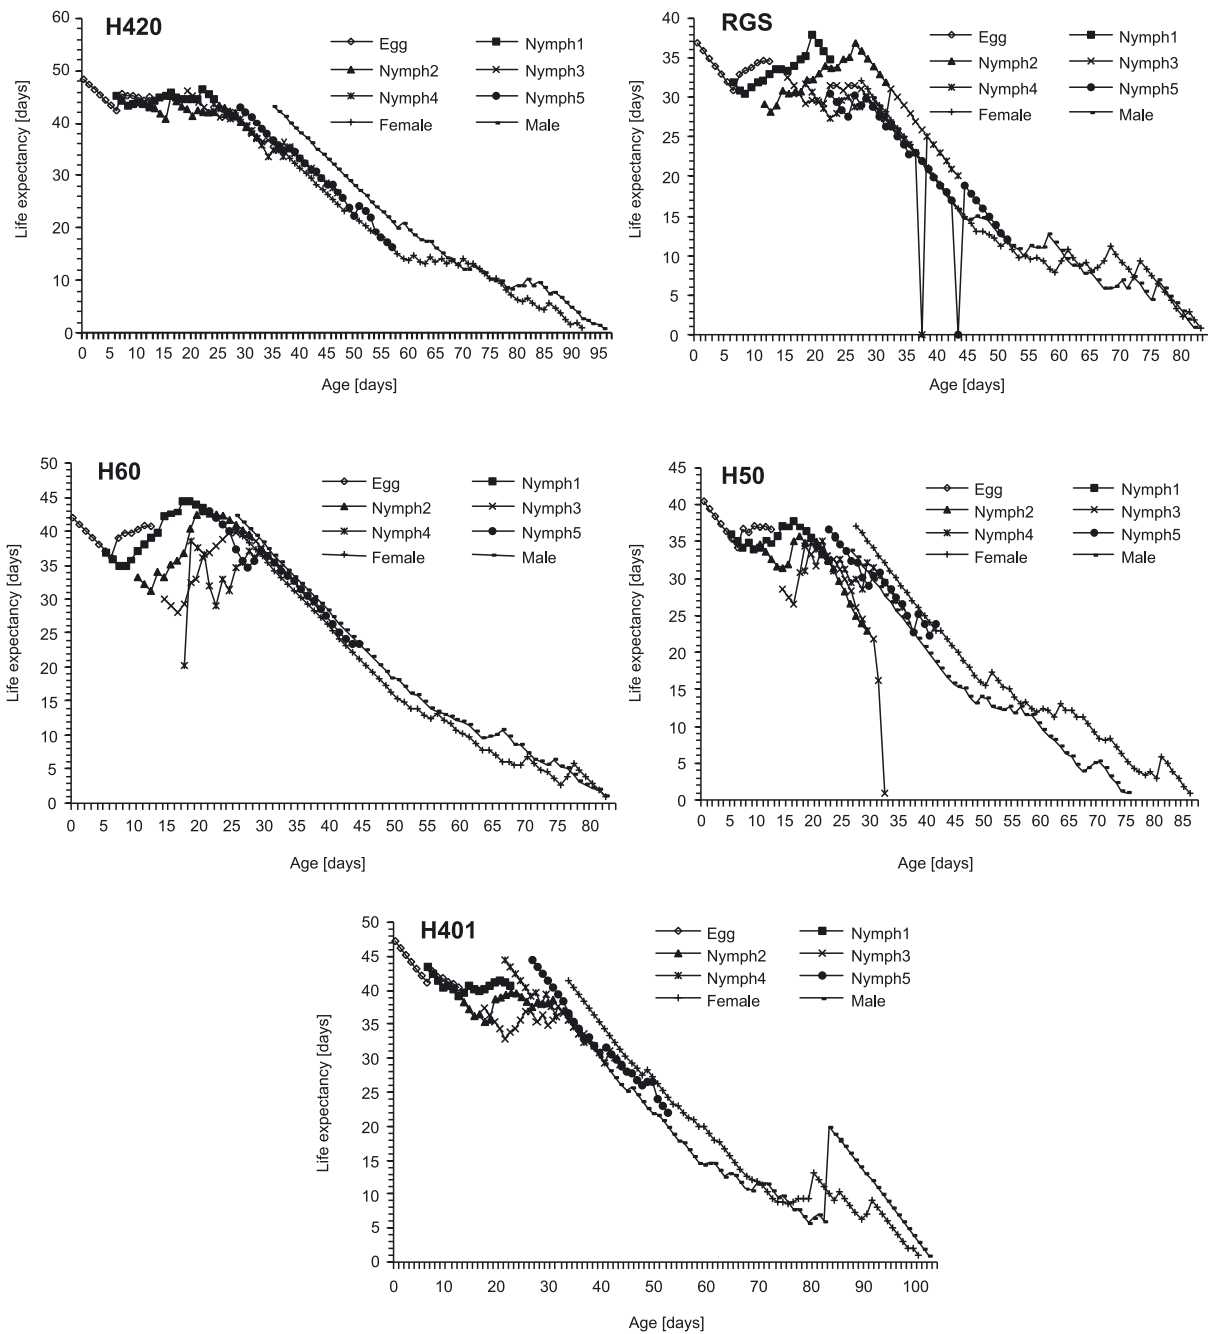 H420
Egg Nymph1
Nymph2 Nymph3
Nymph4 Nymph5
Female Male
Life expectancy [days]
60
50
40
30
20
10
0
0 5 10 15 20 25 30 35 40 45 50 55 60 65 70 75 80 85 90 95
Age [days]
RGS
Egg Nymph1
Nymph2 Nymph3
Nymph4 Nymph5
Female Male
Life expectancy [days]
40
35
30
25
20
15
10
5
0
0 5 10 15 20 25 30 35 40 45 50 55 60 65 70 75 80
Age [days]
H60
Egg Nymph1
Nymph2 Nymph3
Nymph4 Nymph5
Female Male
Life expectancy [days]
50
45
40
35
30
25
20
15
10
5
0
0 5 10 15 20 25 30 35 40 45 50 55 60 65 70 75 80
Age [days]
H50
Egg Nymph1
Nymph2 Nymph3
Nymph4 Nymph5
Female Male
Life expectancy [days]
45
40
35
30
25
20
15
10
5
0
0 5 10 15 20 25 30 35 40 45 50 55 60 65 70 75 80 85
Age [days]
H401
Egg Nymph1
Nymph2 Nymph3
Nymph4 Nymph5
Female Male
Life expectancy [days]
50
45
40
35
30
25
20
15
10
5
0
0 10 20 30 40 50 60 70 80 90 100
Age [days]